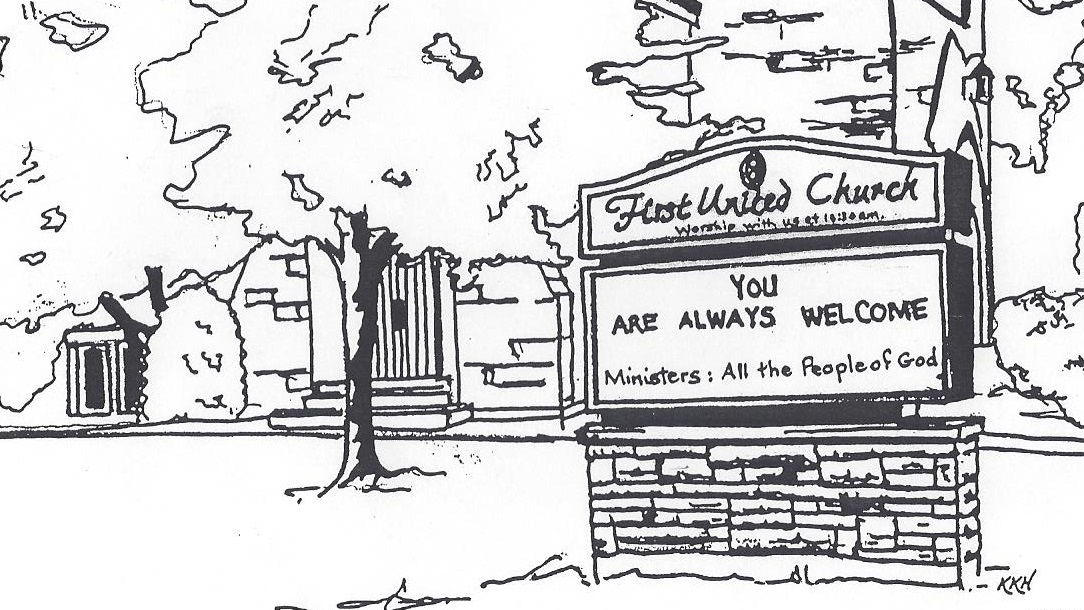 First United Church
Worship with us at 10:30am.
YOU
ARE ALWAYS WELCOME
Ministers: All the People of God
KKH